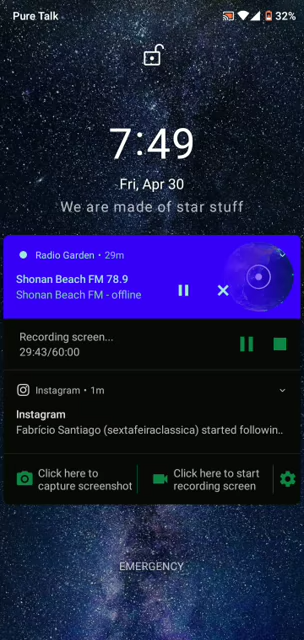 Pure Talk
32%
7:49
Fri, Apr 30
We are made of star stuff
Radio Garden • 29m
Shonan Beach FM 78.9
Shonan Beach FM - offline
Recording screen...
29:43/60:00
Instagram • 1m
Instagram
Fabrício Santiago (sextafeiraclassica) started followin..
Click here to
capture screenshot
Click here to start
recording screen
EMERGENCY